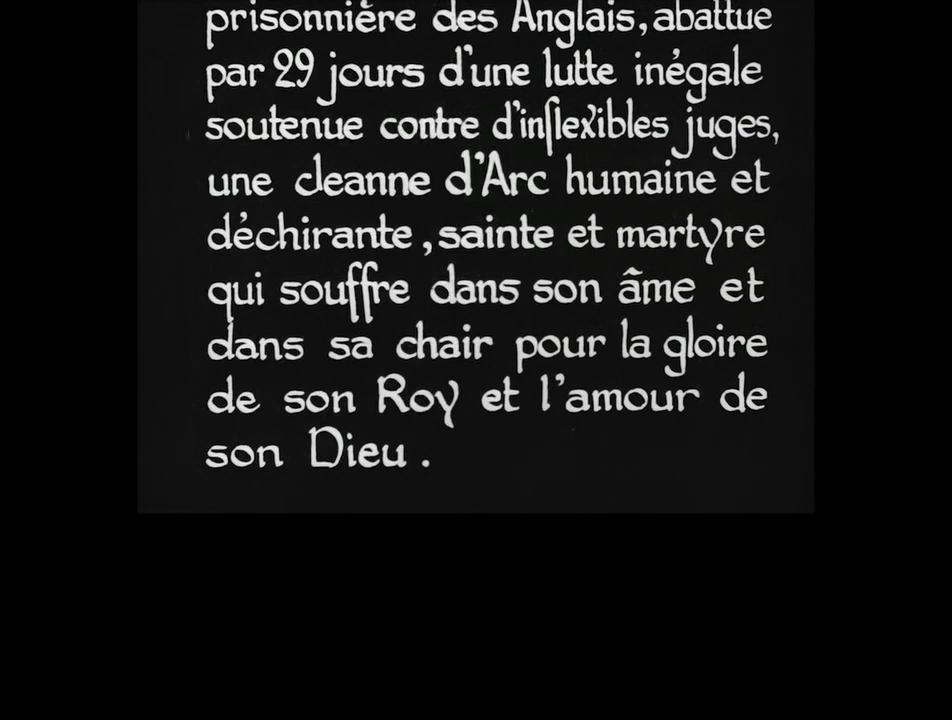 prisonnière des Anglais, abattue
par 29 jours d'une lutte inégale
soutenue contre d'inflexibles juges,
une Jeanne d'Arc humaine et
déchirante, sainte et martyre
qui souffre dans son âme et
dans sa chair pour la gloire
de son Roy et l'amour de
son Dieu.